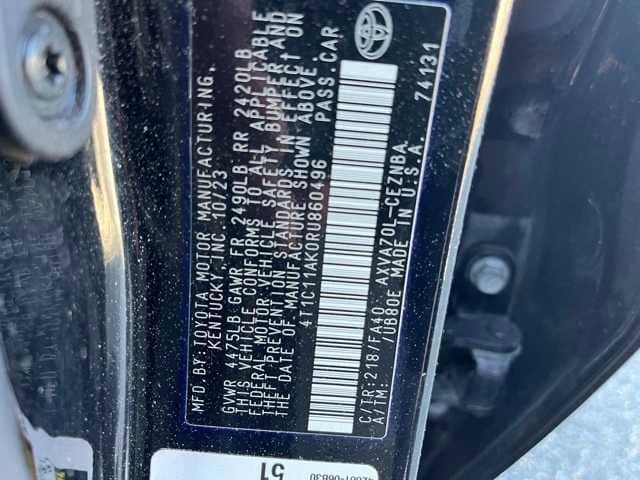 MFD. BY: TOYOTA MOTOR MANUFACTURING,
KENTUCKY, INC. 10/23
GVWR 4475LB GAWR FR 2490LB RR 2420LB
THIS VEHICLE CONFORMS TO ALL APPLICABLE
FEDERAL MOTOR VEHICLE SAFETY, BUMPER AND
THEFT PREVENTION STANDARDS IN EFFECT ON
THE DATE OF MANUFACTURE SHOWN ABOVE.
4T1C11AK0RU860496 PASS. CAR
C/TR: 218/FA40 AXVA70L-CEZNBA 74131
A/TM: /UB80E MADE IN U.S.A.
51
42661-06B30